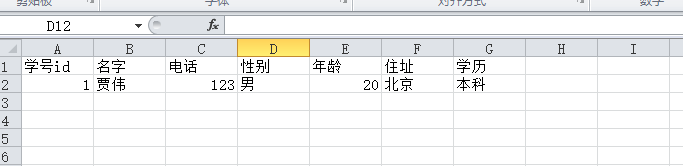 剪贴板 字体 对齐方式 数字
D12 fx
A B C D E F G H I
1 学号id 名字 电话 性别 年龄 住址 学历
2 1 贾伟 123 男 20 北京 本科
3
4
5
6